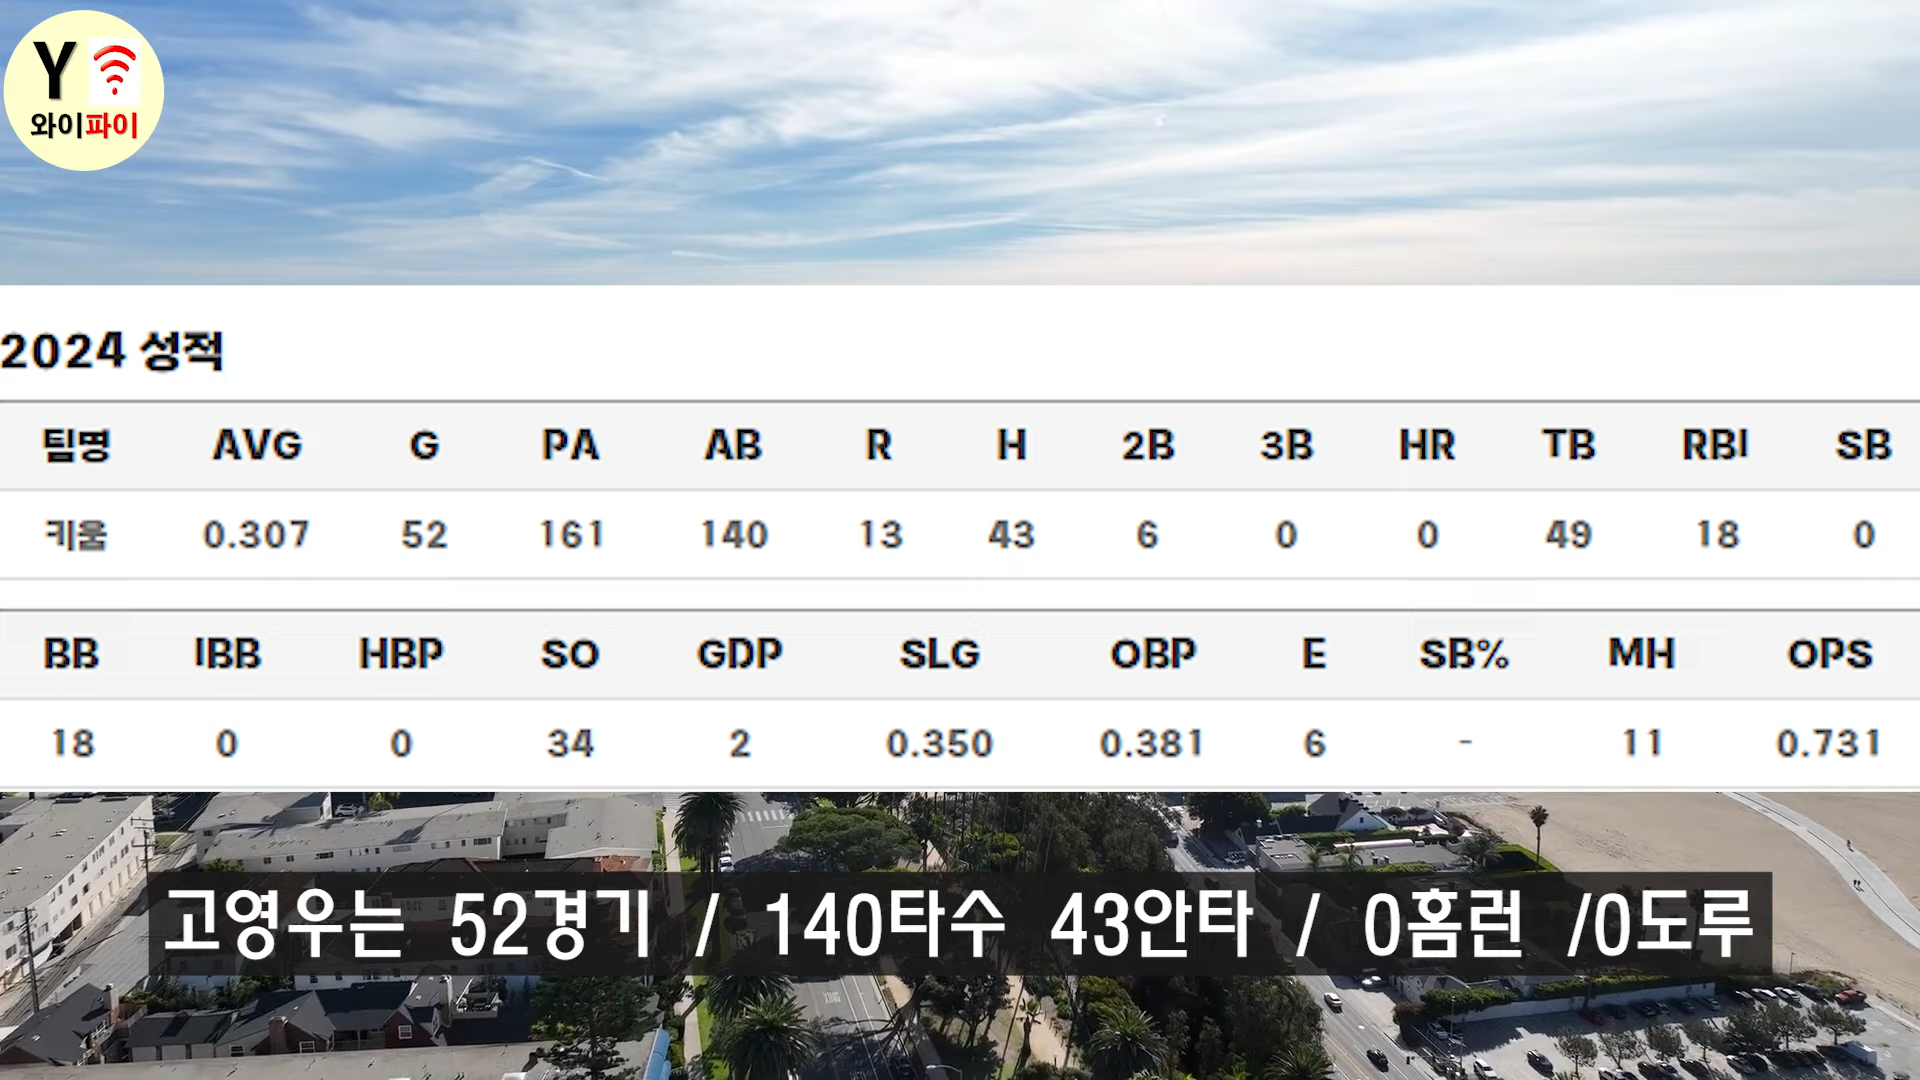 Y
와이파이
2024 성적
팀명 AVG G PA AB R H 2B 3B HR TB RBI SB
키움 0.307 52 161 140 13 43 6 0 0 49 18 0
BB IBB HBP SO GDP SLG OBP E SB% MH OPS
18 0 0 34 2 0.350 0.381 6 - 11 0.731
고영우는 52경기 / 140타수 43안타 / 0홈런 /0도루